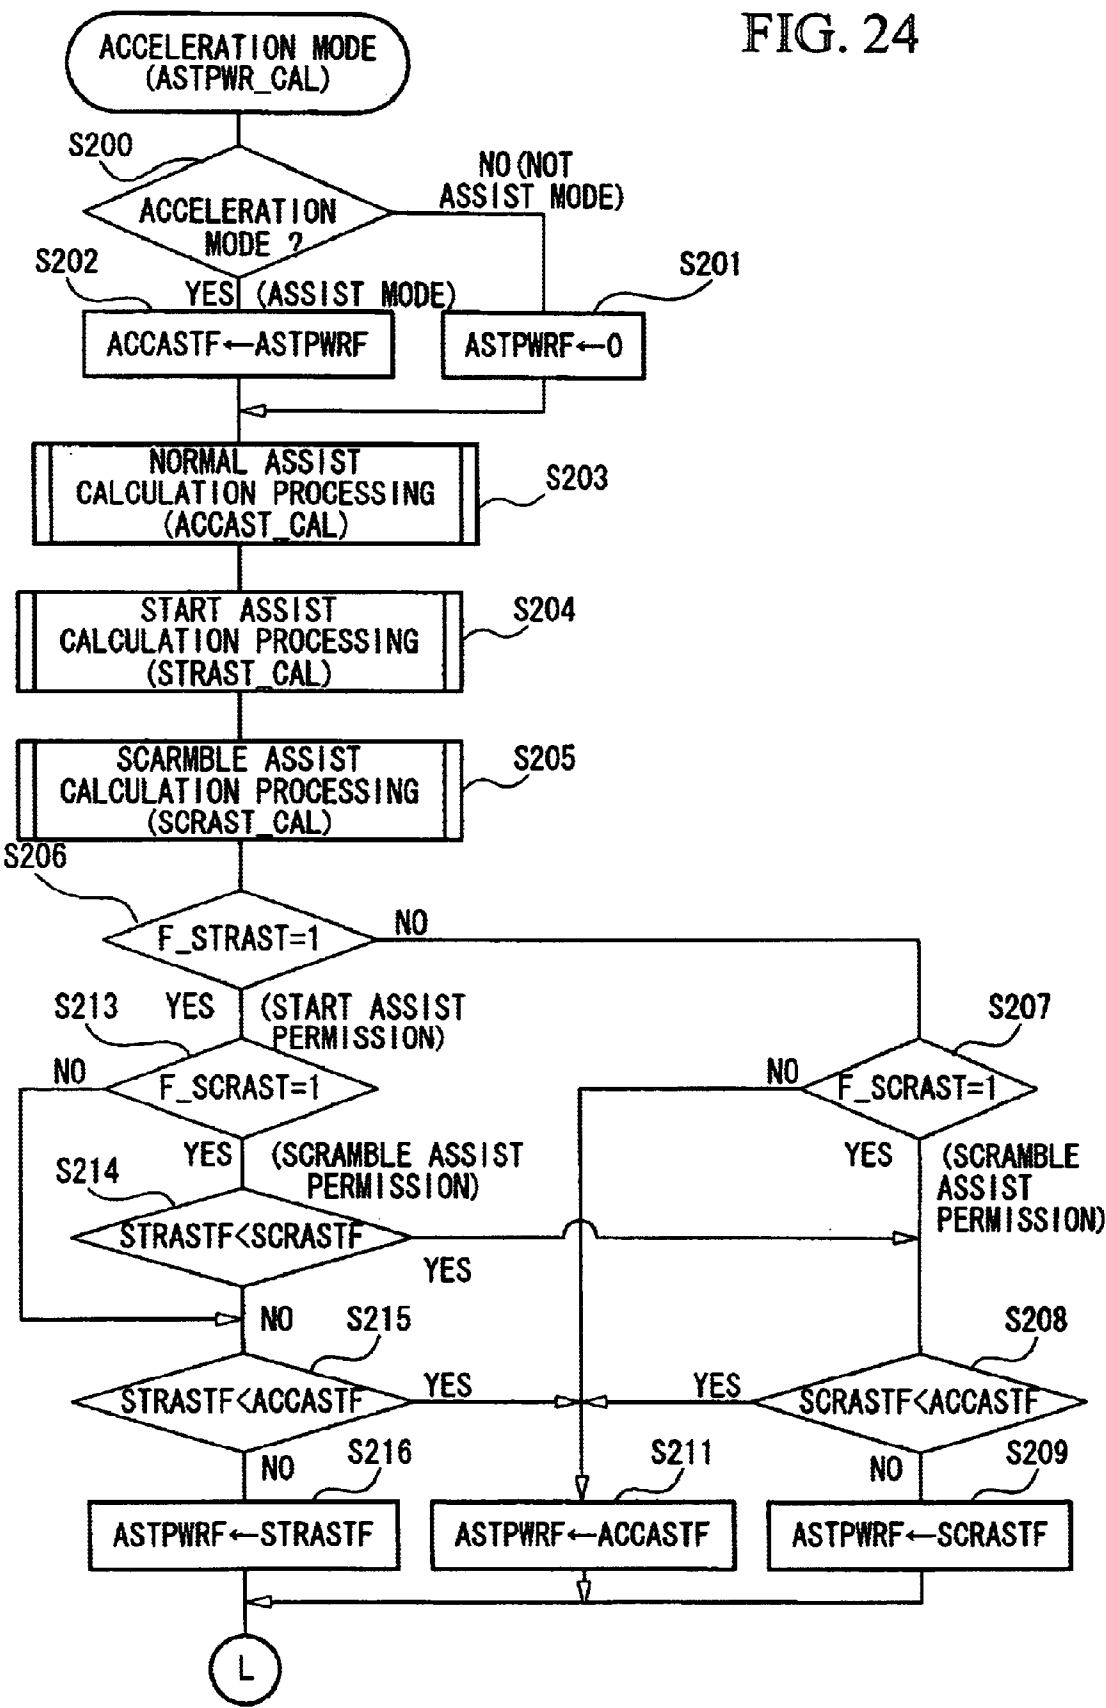 FIG. 24
ACCELERATION MODE
(ASTPWR_CAL)
S200
ACCELERATION
MODE ?
NO(NOT
ASSIST MODE)
S202
YES (ASSIST MODE)
S201
ACCASTF←ASTPWRF
ASTPWRF←0
NORMAL ASSIST
CALCULATION PROCESSING
(ACCAST_CAL)
S203
START ASSIST
CALCULATION PROCESSING
(STRAST_CAL)
S204
SCARMBLE ASSIST
CALCULATION PROCESSING
(SCRAST_CAL)
S205
S206
F_STRAST=1
NO
YES
(START ASSIST
PERMISSION)
S213
S207
NO
F_SCRAST=1
NO
F_SCRAST=1
YES
(SCRAMBLE ASSIST
PERMISSION)
YES
(SCRAMBLE
ASSIST
PERMISSION)
S214
STRASTF<SCRASTF
YES
NO
S215
S208
STRASTF<ACCASTF
YES
YES
SCRASTF<ACCASTF
NO
S216
S211
NO
S209
ASTPWRF←STRASTF
ASTPWRF←ACCASTF
ASTPWRF←SCRASTF
L